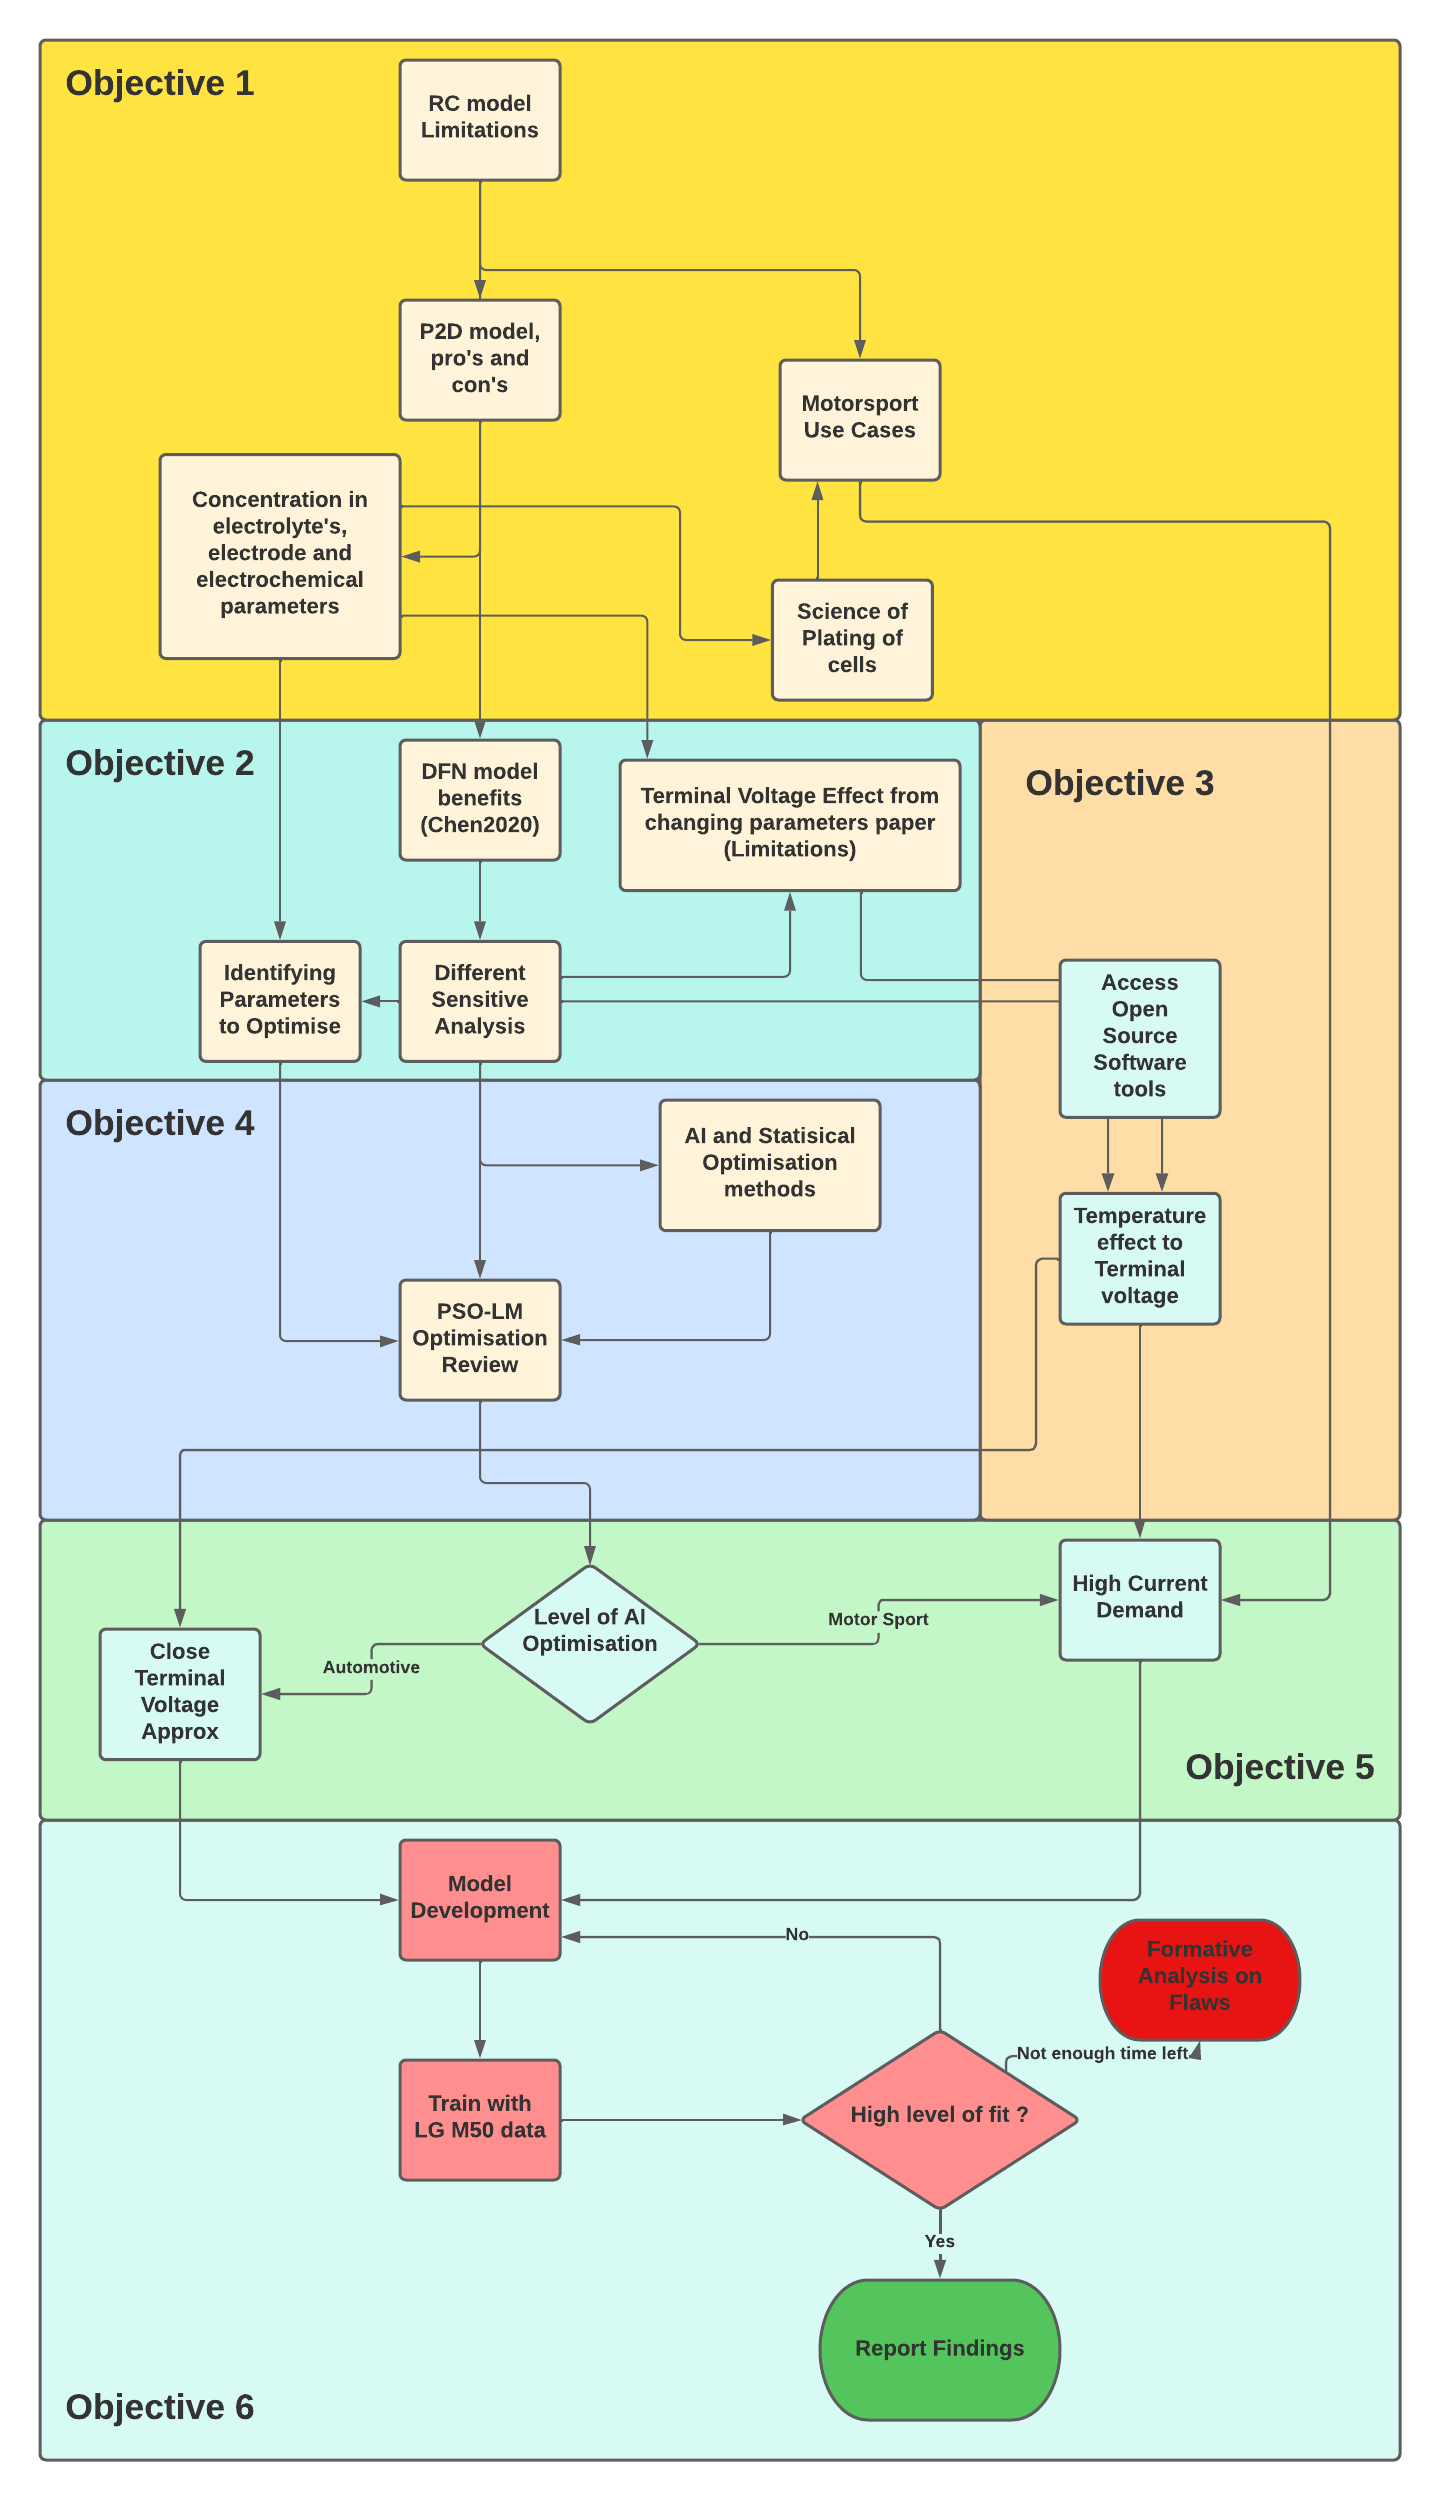 Objective 1
RC model
Limitations
P2D model,
pro's and
con's
Motorsport
Use Cases
Concentration in
electrolyte's,
electrode and
electrochemical
parameters
Science of
Plating of
cells
Objective 2
DFN model
benefits
(Chen2020)
Terminal Voltage Effect from
changing parameters paper
(Limitations)
Objective 3
Identifying
Parameters
to Optimise
Different
Sensitive
Analysis
Access
Open
Source
Software
tools
Objective 4
AI and Statisical
Optimisation
methods
Temperature
effect to
Terminal
voltage
PSO-LM
Optimisation
Review
Level of AI
Optimisation
Motor Sport
High Current
Demand
Automotive
Close
Terminal
Voltage
Approx
Objective 5
Model
Development
No
Formative
Analysis on
Flaws
Not enough time left
Train with
LG M50 data
High level of fit ?
Yes
Report Findings
Objective 6